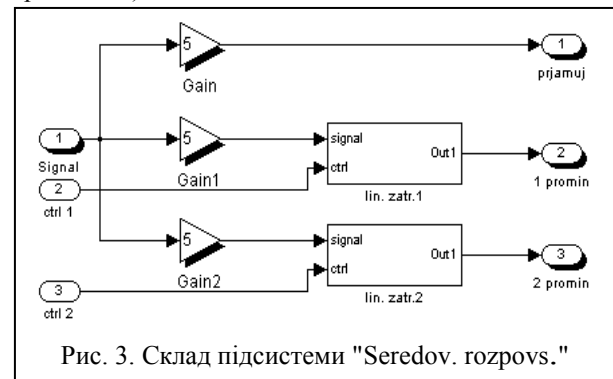 5
1
Gain
prjamuj
1
5
signal
Out1
2
Signal
Gain1
ctrl
1 promin
2
lin. zatr.1
ctrl 1
5
signal
Out1
3
Gain2
ctrl
2 promin
3
lin. zatr.2
ctrl 2
Рис. 3. Склад підсистеми "Seredov. rozpovs."